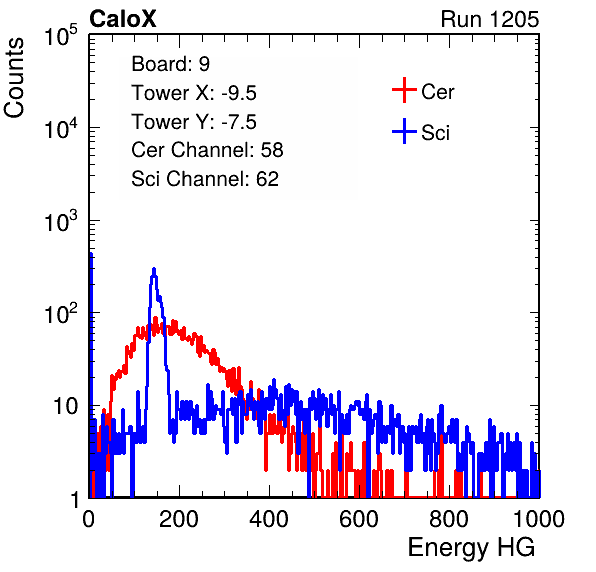 CaloX Run 1205
Counts
Board: 9
Tower X: -9.5
Tower Y: -7.5
Cer Channel: 58
Sci Channel: 62
Cer
Sci
10^5
10^4
10^3
10^2
10
1
0 200 400 600 800 1000
Energy HG